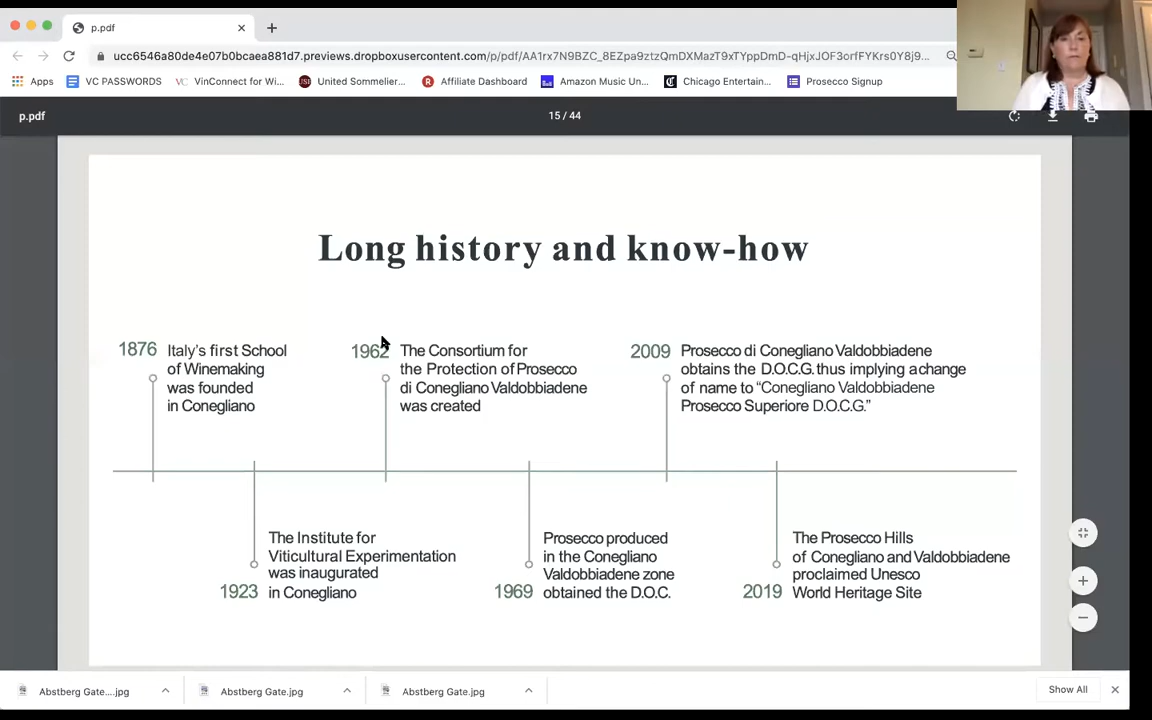 p.pdf
ucc6546a80de4e07b0bcaea881d7.previews.dropboxusercontent.com/p/pdf/AA1rx7N9BZC_8EZpa9ztzQmDXMazT9xTYppDmD-qHjxJOF3orfFYKrs0Y8j9...
Apps
VC PASSWORDS
VinConnect for Wi...
United Sommelier...
Affiliate Dashboard
Amazon Music Un...
Chicago Entertain...
Prosecco Signup
p.pdf
15 / 44
Long history and know-how
1876
Italy's first School
of Winemaking
was founded
in Conegliano
1962
The Consortium for
the Protection of Prosecco
di Conegliano Valdobbiadene
was created
2009
Prosecco di Conegliano Valdobbiadene
obtains the D.O.C.G. thus implying a change
of name to “Conegliano Valdobbiadene
Prosecco Superiore D.O.C.G.”
The Institute for
Viticultural Experimentation
was inaugurated
1923 in Conegliano
Prosecco produced
in the Conegliano
Valdobbiadene zone
1969 obtained the D.O.C.
The Prosecco Hills
of Conegliano and Valdobbiadene
proclaimed Unesco
2019 World Heritage Site
Abstberg Gate....jpg
Abstberg Gate.jpg
Abstberg Gate.jpg
Show All